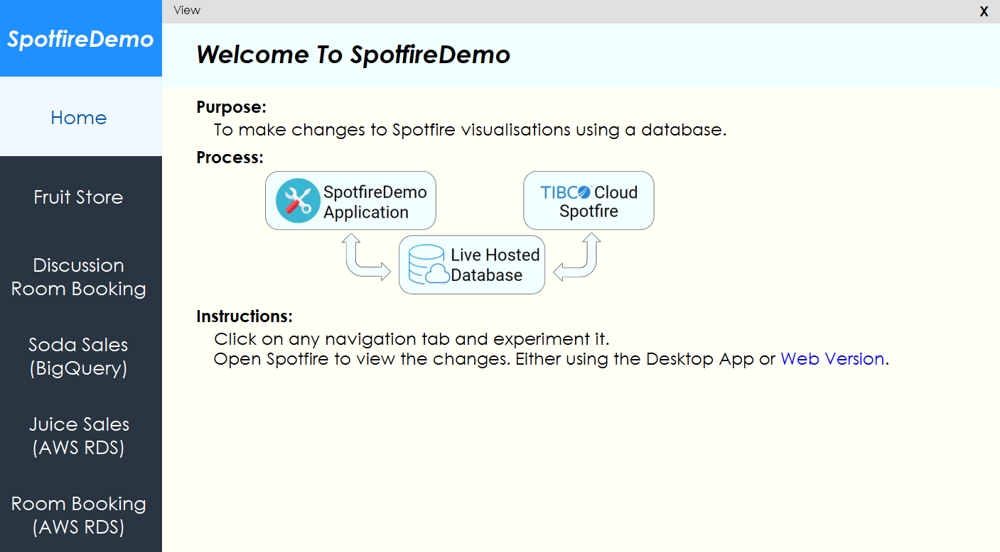 SpotfireDemo
View
X
Welcome To SpotfireDemo
Home
Fruit Store
Discussion
Room Booking
Soda Sales
(BigQuery)
Juice Sales
(AWS RDS)
Room Booking
(AWS RDS)
Purpose:
To make changes to Spotfire visualisations using a database.
Process:
SpotfireDemo
Application
TIBCO™ Cloud
Spotfire
Live Hosted
Database
Instructions:
Click on any navigation tab and experiment it.
Open Spotfire to view the changes. Either using the Desktop App or Web Version.